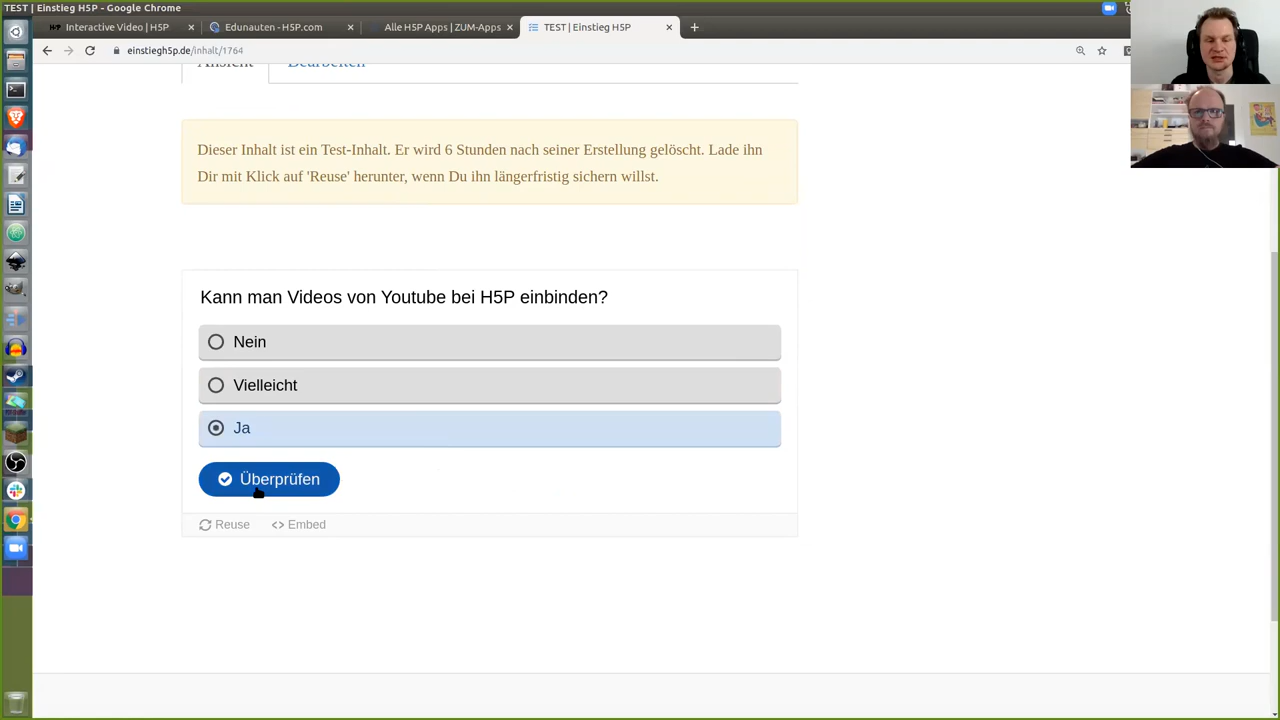 TEST | Einstieg H5P - Google Chrome
H5P Interactive Video | H5P
Edunauten - H5P.com
Alle H5P Apps | ZUM-Apps
TEST | Einstieg H5P
einstiegh5p.de/inhalt/1764
Ansicht
Bearbeiten
Dieser Inhalt ist ein Test-Inhalt. Er wird 6 Stunden nach seiner Erstellung gelöscht. Lade ihn
Dir mit Klick auf 'Reuse' herunter, wenn Du ihn längerfristig sichern willst.
Kann man Videos von Youtube bei H5P einbinden?
Nein
Vielleicht
Ja
Überprüfen
Reuse
Embed